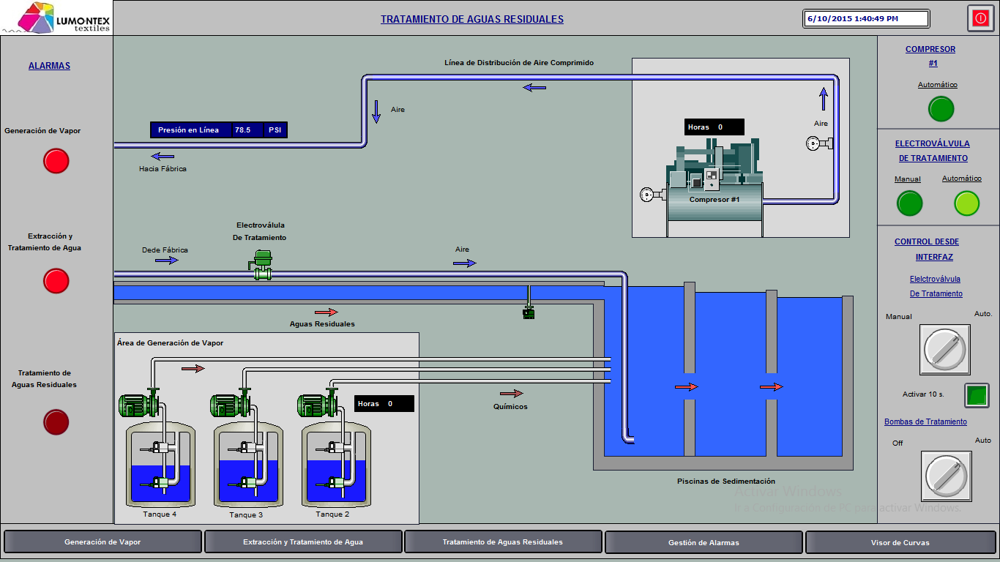 LUMONTEX
textiles
TRATAMIENTO DE AGUAS RESIDUALES
6/10/2015 1:40:49 PM
ALARMAS
Generación de Vapor
Extracción y
Tratamiento de Agua
Tratamiento de
Aguas Residuales
Línea de Distribución de Aire Comprimido
Aire
Presión en Línea 78.5 PSI
Hacia Fábrica
Horas 0
Aire
Compresor #1
Electroválula
De Tratamiento
Dede Fábrica
Aire
Aguas Residuales
Área de Generación de Vapor
Horas 0
Químicos
Tanque 4
Tanque 3
Tanque 2
Piscinas de Sedimentación
COMPRESOR
#1
Automático
ELECTROVÁLVULA
DE TRATAMIENTO
Manual
Automático
CONTROL DESDE
INTERFAZ
Elelctroválvula
De Tratamiento
Manual
Auto.
Activar 10 s.
Bombas de Tratamiento
Off
Auto
Activar Windows
Ir a Configuración de PC para activar Windows.
Generación de Vapor
Extracción y Tratamiento de Agua
Tratamiento de Aguas Residuales
Gestión de Alarmas
Visor de Curvas